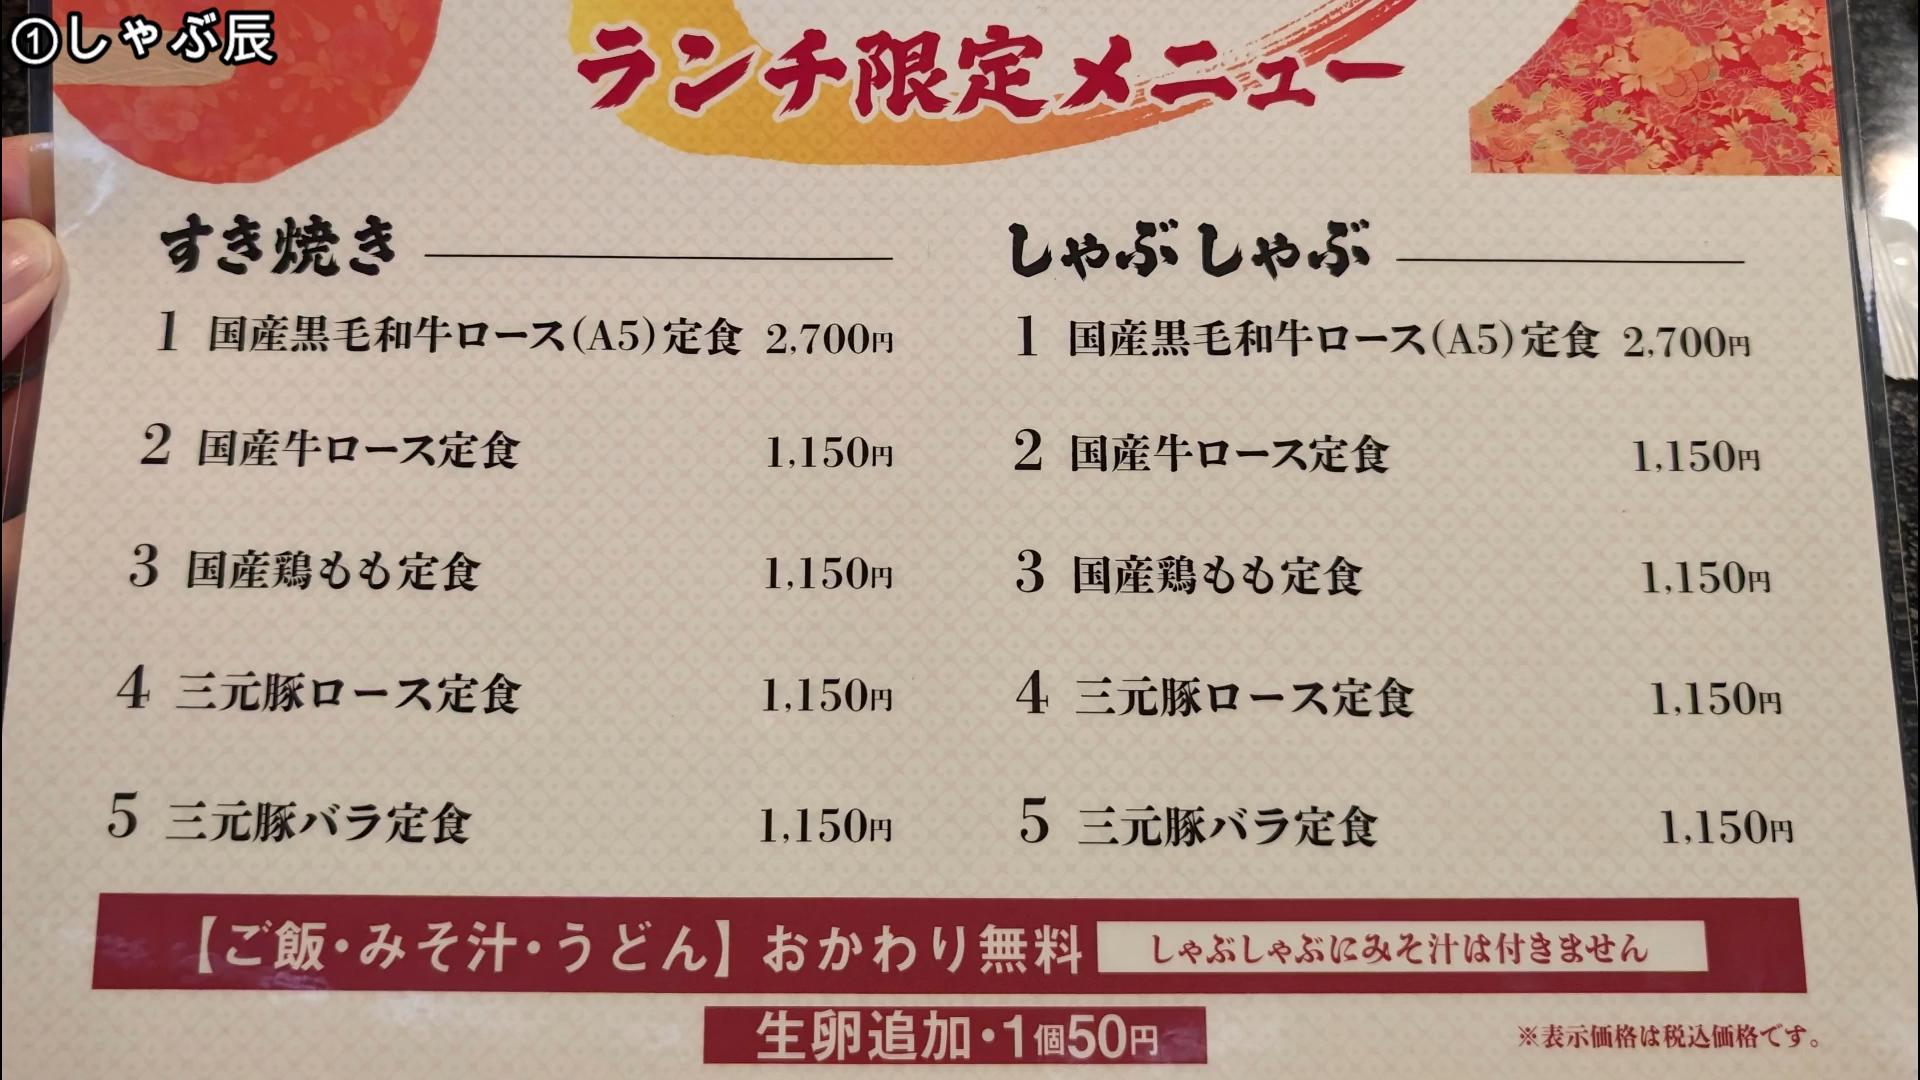 ①しゃぶ辰
ランチ限定メニュー
すき焼き
1 国産黒毛和牛ロース(A5)定食 2,700円
2 国産牛ロース定食 1,150円
3 国産鶏もも定食 1,150円
4 三元豚ロース定食 1,150円
5 三元豚バラ定食 1,150円
しゃぶしゃぶ
1 国産黒毛和牛ロース(A5)定食 2,700円
2 国産牛ロース定食 1,150円
3 国産鶏もも定食 1,150円
4 三元豚ロース定食 1,150円
5 三元豚バラ定食 1,150円
【ご飯・みそ汁・うどん】おかわり無料 しゃぶしゃぶにみそ汁は付きません
生卵追加・1個50円
※表示価格は税込価格です。